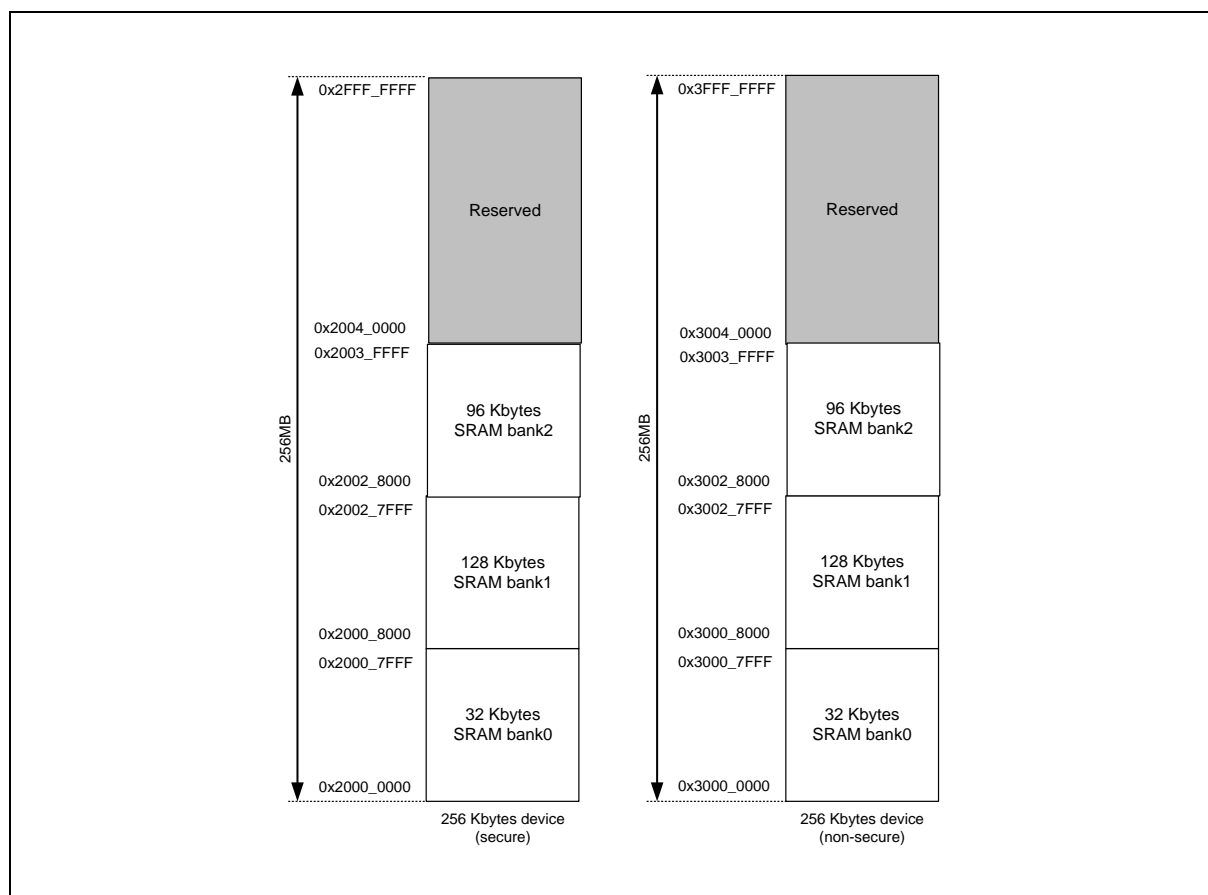 0x2FFF_FFFF
Reserved
0x2004_0000
0x2003_FFFF
256MB
96 Kbytes
SRAM bank2
0x2002_8000
0x2002_7FFF
128 Kbytes
SRAM bank1
0x2000_8000
0x2000_7FFF
32 Kbytes
SRAM bank0
0x2000_0000
256 Kbytes device
(secure)
0x3FFF_FFFF
Reserved
0x3004_0000
0x3003_FFFF
256MB
96 Kbytes
SRAM bank2
0x3002_8000
0x3002_7FFF
128 Kbytes
SRAM bank1
0x3000_8000
0x3000_7FFF
32 Kbytes
SRAM bank0
0x3000_0000
256 Kbytes device
(non-secure)